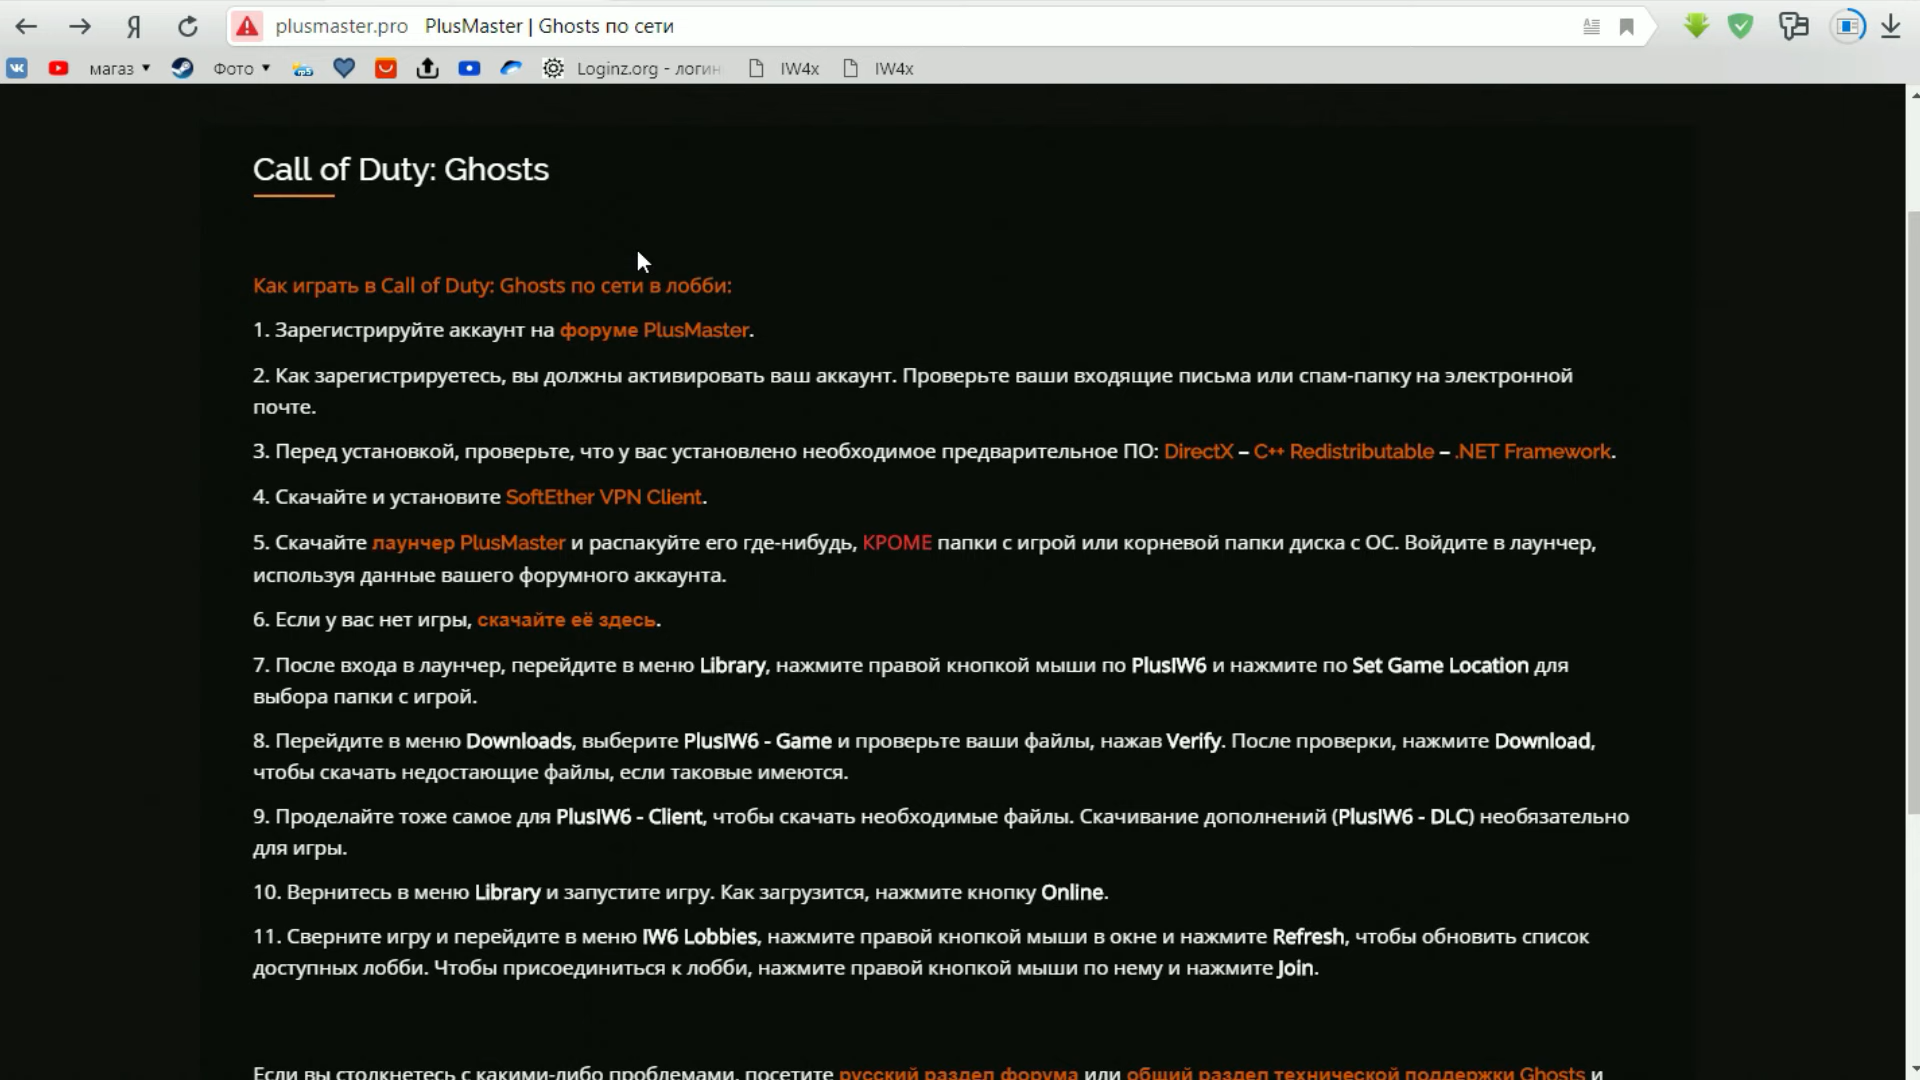 plusmaster.pro PlusMaster | Ghosts по сети
магаз Фото Loginz.org - логин IW4x IW4x
Call of Duty: Ghosts
Как играть в Call of Duty: Ghosts по сети в лобби:
1. Зарегистрируйте аккаунт на форуме PlusMaster.
2. Как зарегистрируетесь, вы должны активировать ваш аккаунт. Проверьте ваши входящие письма или спам-папку на электронной
почте.
3. Перед установкой, проверьте, что у вас установлено необходимое предварительное ПО: DirectX – C++ Redistributable – .NET Framework.
4. Скачайте и установите SoftEther VPN Client.
5. Скачайте лаунчер PlusMaster и распакуйте его где-нибудь, КРОМЕ папки с игрой или корневой папки диска с ОС. Войдите в лаунчер,
используя данные вашего форумного аккаунта.
6. Если у вас нет игры, скачайте её здесь.
7. После входа в лаунчер, перейдите в меню Library, нажмите правой кнопкой мыши по PlusIW6 и нажмите по Set Game Location для
выбора папки с игрой.
8. Перейдите в меню Downloads, выберите PlusIW6 - Game и проверьте ваши файлы, нажав Verify. После проверки, нажмите Download,
чтобы скачать недостающие файлы, если таковые имеются.
9. Проделайте тоже самое для PlusIW6 - Client, чтобы скачать необходимые файлы. Скачивание дополнений (PlusIW6 - DLC) необязательно
для игры.
10. Вернитесь в меню Library и запустите игру. Как загрузится, нажмите кнопку Online.
11. Сверните игру и перейдите в меню IW6 Lobbies, нажмите правой кнопкой мыши в окне и нажмите Refresh, чтобы обновить список
доступных лобби. Чтобы присоединиться к лобби, нажмите правой кнопкой мыши по нему и нажмите Join.
Если вы столкнетесь с какими-либо проблемами, посетите русский раздел форума или общий раздел технической поддержки Ghosts и